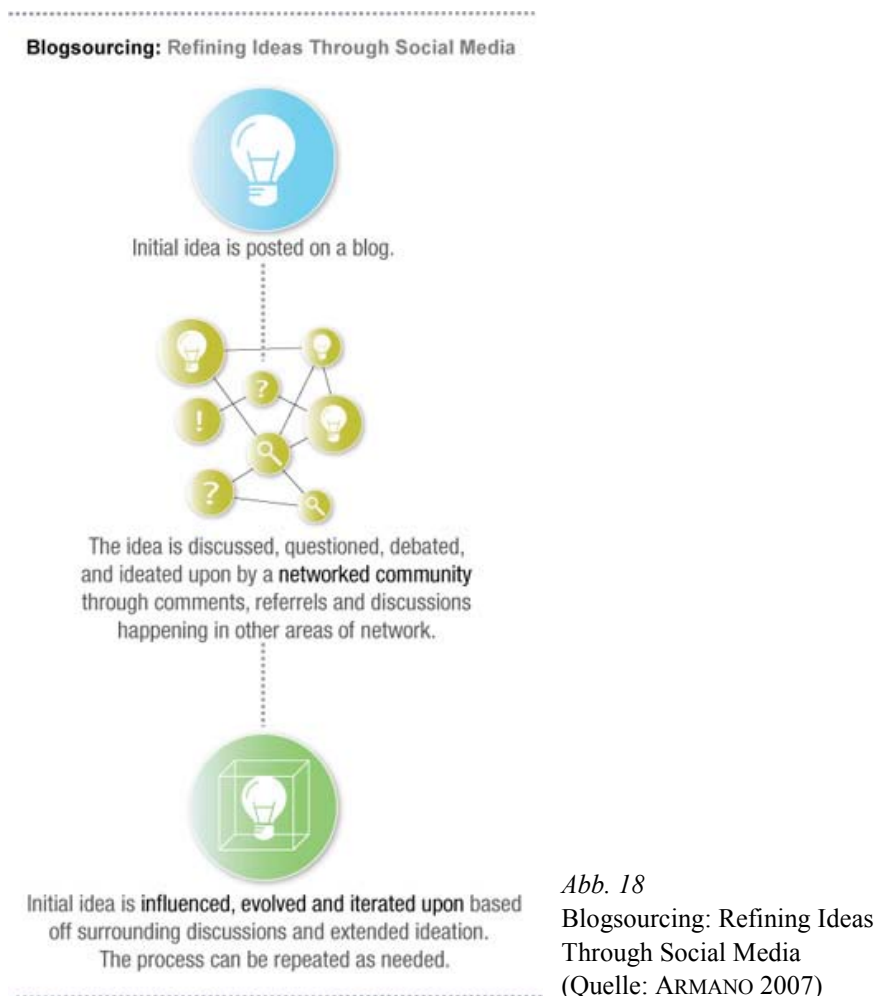 Blogsourcing: Refining Ideas Through Social Media
Initial idea is posted on a blog.
?
!
?
The idea is discussed, questioned, debated,
and ideated upon by a networked community
through comments, referrels and discussions
happening in other areas of network.
Initial idea is influenced, evolved and iterated upon based
off surrounding discussions and extended ideation.
The process can be repeated as needed.
Abb. 18
Blogsourcing: Refining Ideas
Through Social Media
(Quelle: ARMANO 2007)